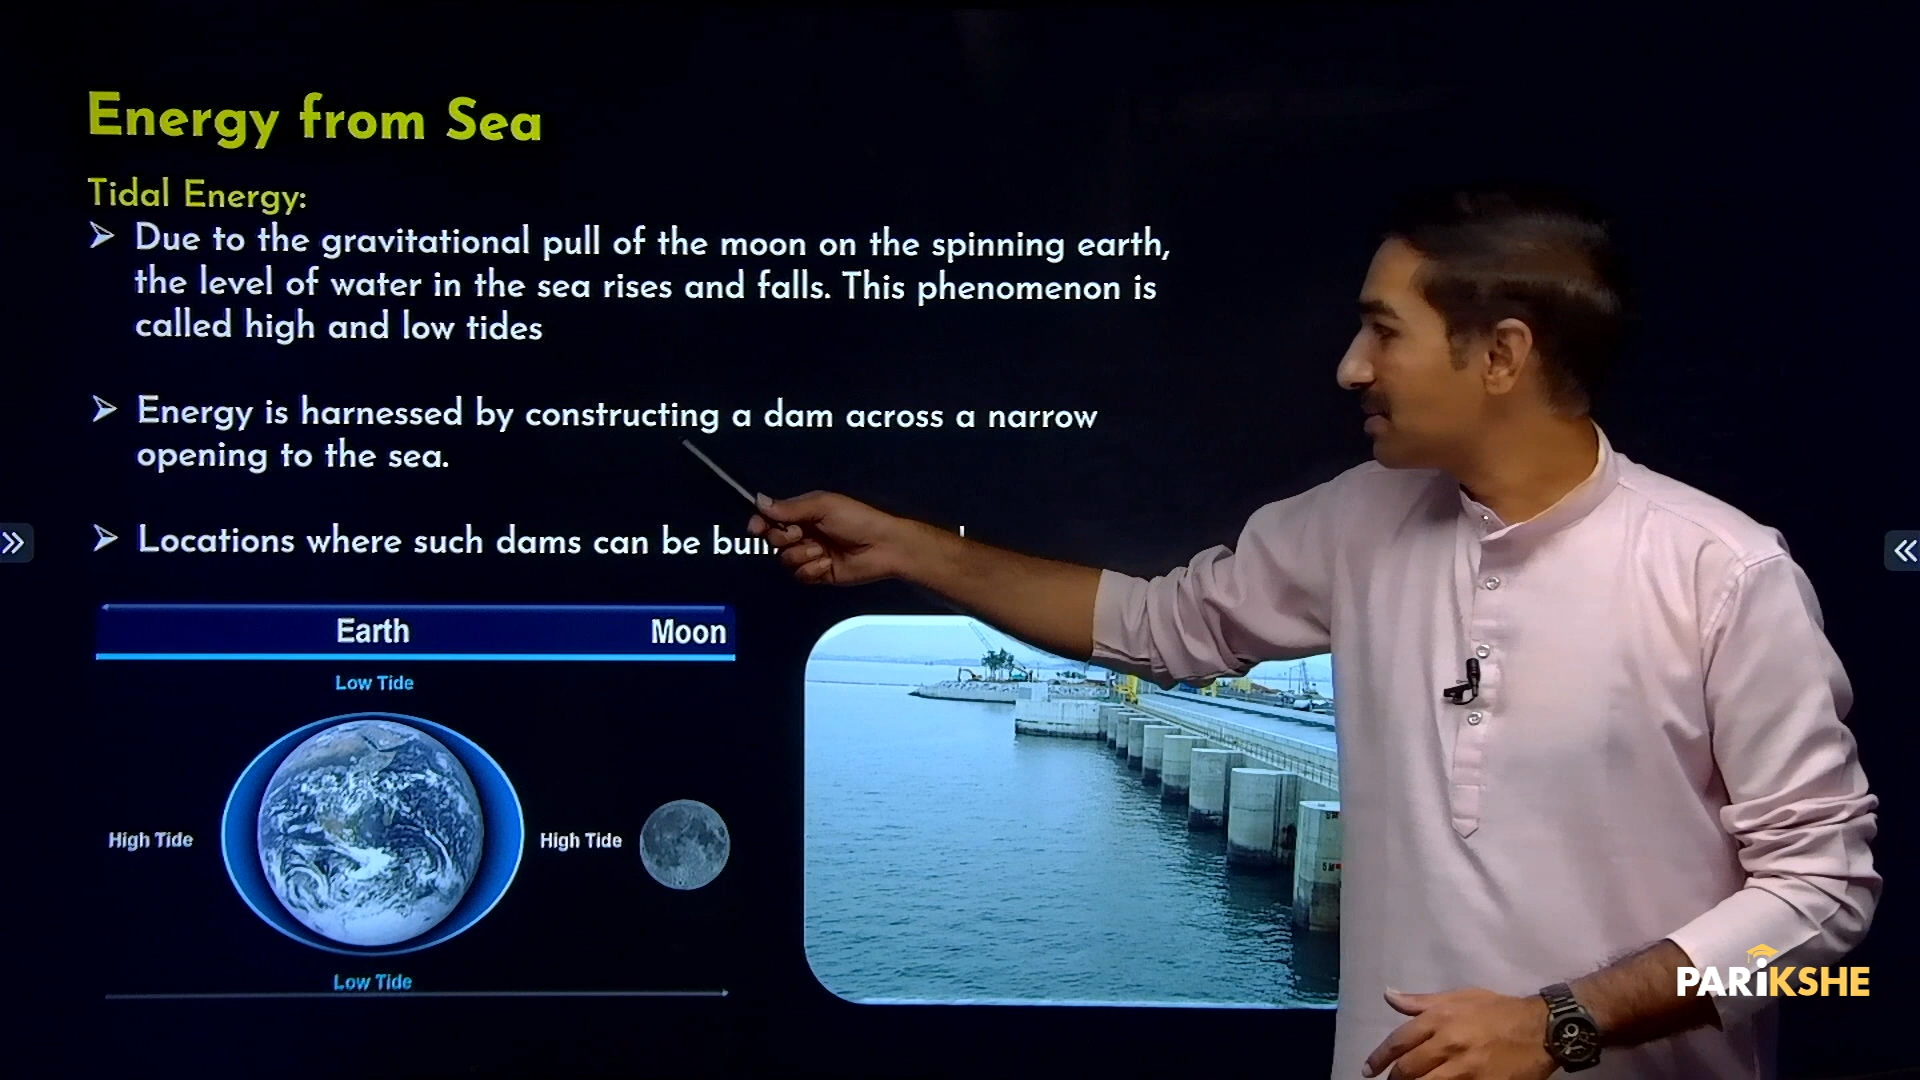 Energy from Sea
Tidal Energy:
Due to the gravitational pull of the moon on the spinning earth,
the level of water in the sea rises and falls. This phenomenon is
called high and low tides
Energy is harnessed by constructing a dam across a narrow
opening to the sea.
Locations where such dams can be
Earth Moon
Low Tide
High Tide High Tide
Low Tide
PARiKSHE